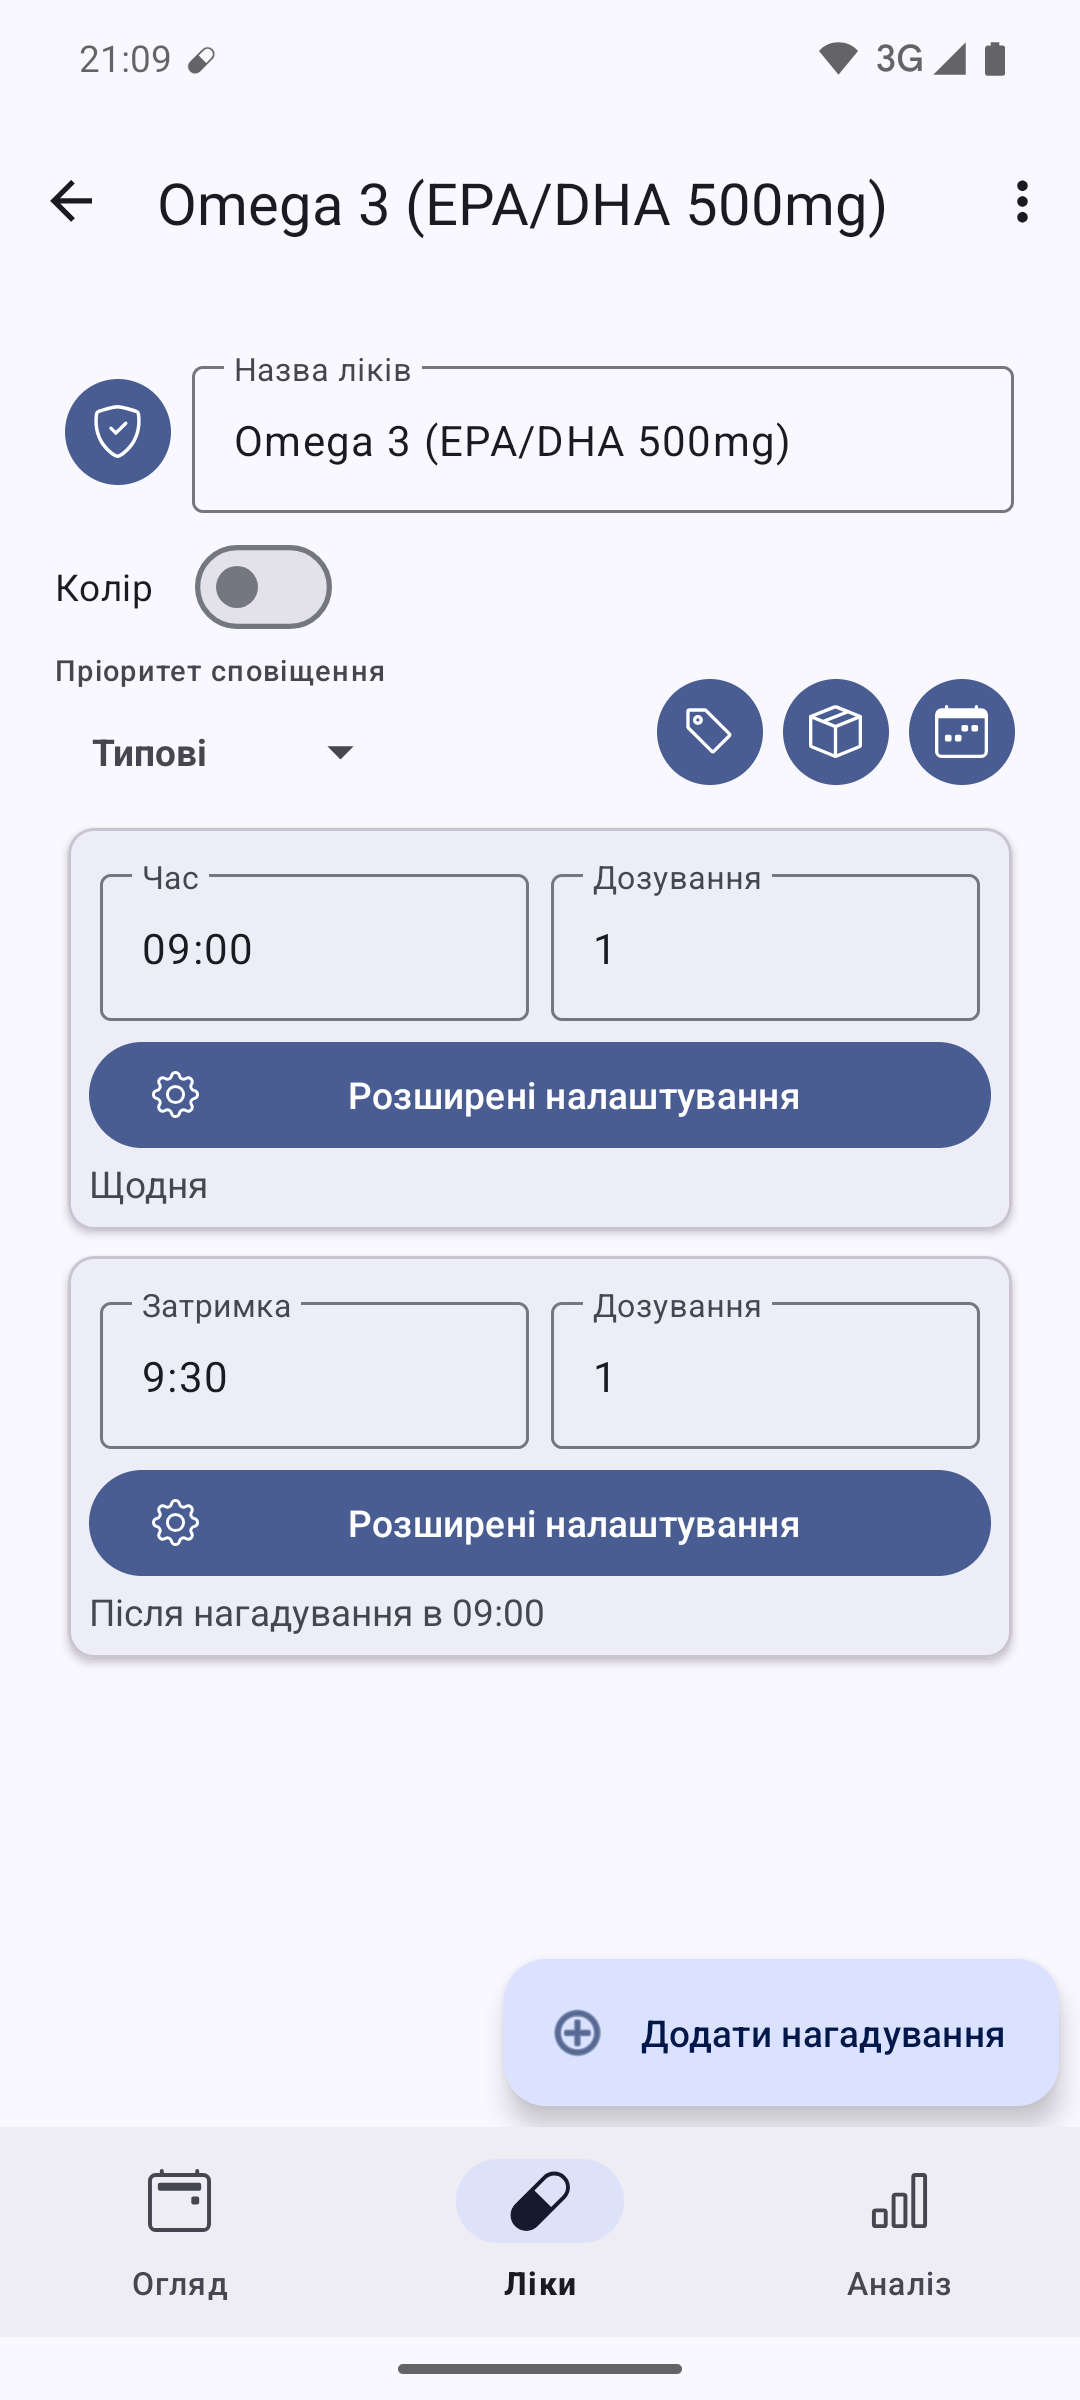 21:09
3G
Omega 3 (EPA/DHA 500mg)
Назва ліків
Omega 3 (EPA/DHA 500mg)
Колір
Пріоритет сповіщення
Типові
Час
09:00
Дозування
1
Розширені налаштування
Щодня
Затримка
9:30
Дозування
1
Розширені налаштування
Після нагадування в 09:00
Додати нагадування
Огляд
Ліки
Аналіз